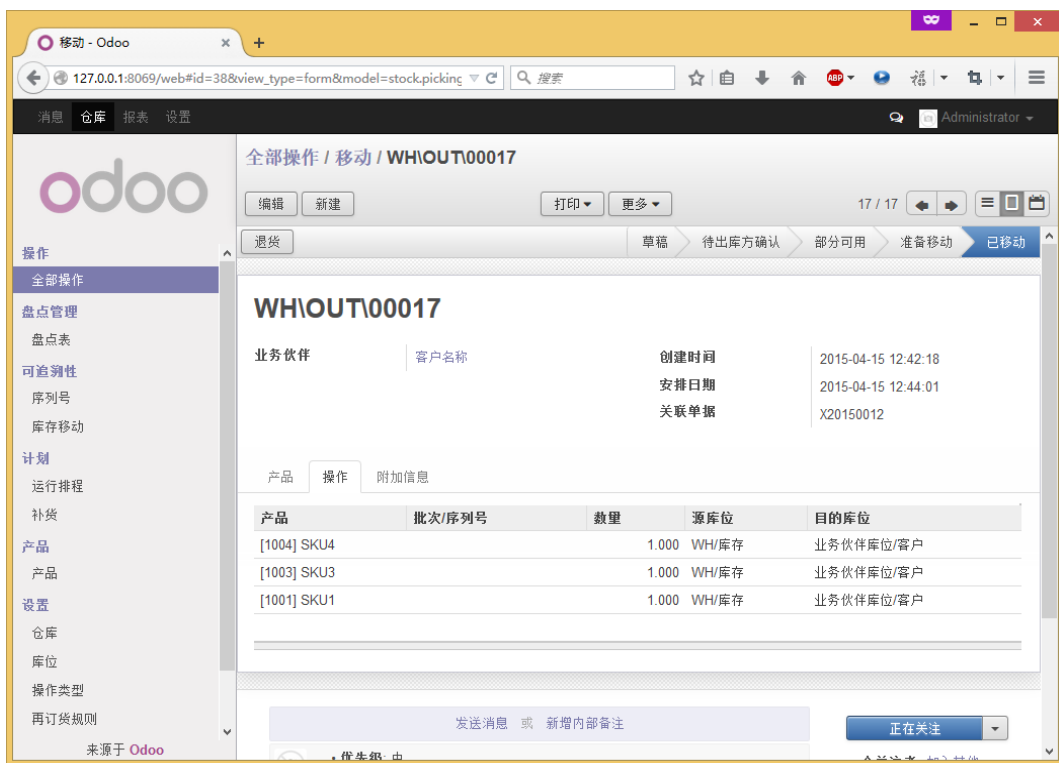 移动 - Odoo
127.0.0.1:8069/web#id=38&view_type=form&model=stock.picking
搜索
ABP
福
消息 仓库 报表 设置
Administrator
odoo
全部操作 / 移动 / WH\OUT\00017
编辑 新建 打印 更多 17 / 17
退货 草稿 待出库方确认 部分可用 准备移动 已移动
操作
全部操作
盘点管理
盘点表
可追溯性
序列号
库存移动
计划
运行排程
补货
产品
产品
设置
仓库
库位
操作类型
再订货规则
来源于 Odoo
WH\OUT\00017
业务伙伴 客户名称
创建时间 2015-04-15 12:42:18
安排日期 2015-04-15 12:44:01
关联单据 X20150012
产品 操作 附加信息
产品 批次/序列号 数量 源库位 目的库位
[1004] SKU4 1.000 WH/库存 业务伙伴库位/客户
[1003] SKU3 1.000 WH/库存 业务伙伴库位/客户
[1001] SKU1 1.000 WH/库存 业务伙伴库位/客户
发送消息 或 新增内部备注
正在关注
• 优先级: 中